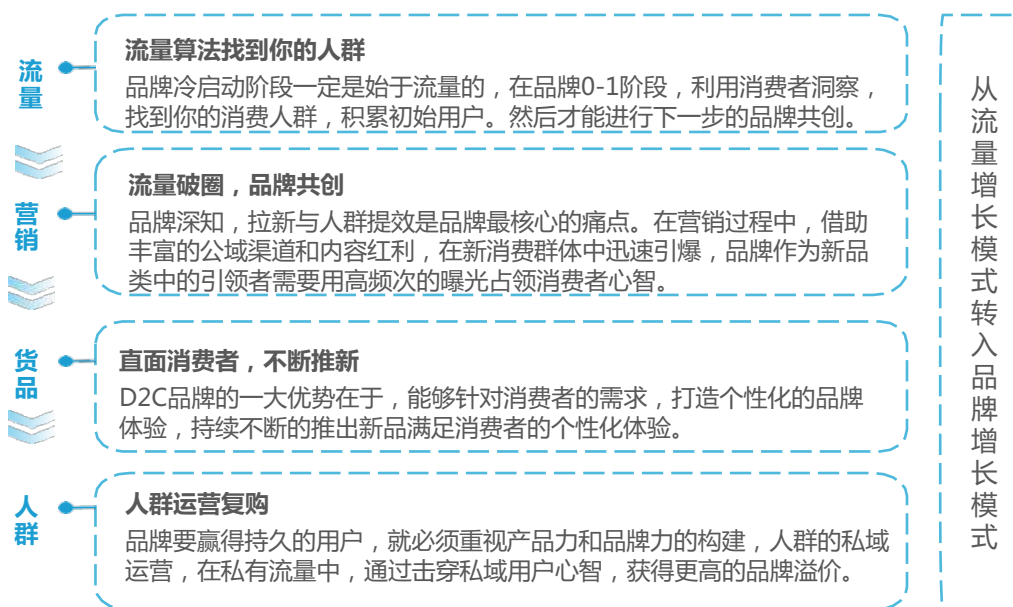 流量
流量算法找到你的人群
品牌冷启动阶段一定是始于流量的，在品牌0-1阶段，利用消费者洞察，
找到你的消费人群，积累初始用户。然后才能进行下一步的品牌共创。
营销
流量破圈，品牌共创
品牌深知，拉新与人群提效是品牌最核心的痛点。在营销过程中，借助
丰富的公域渠道和内容红利，在新消费群体中迅速引爆，品牌作为新品
类中的引领者需要用高频次的曝光占领消费者心智。
货品
直面消费者，不断推新
D2C品牌的一大优势在于，能够针对消费者的需求，打造个性化的品牌
体验，持续不断的推出新品满足消费者的个性化体验。
人群
人群运营复购
品牌要赢得持久的用户，就必须重视产品力和品牌力的构建，人群的私域
运营，在私有流量中，通过击穿私域用户心智，获得更高的品牌溢价。
从流量增长模式转入品牌增长模式